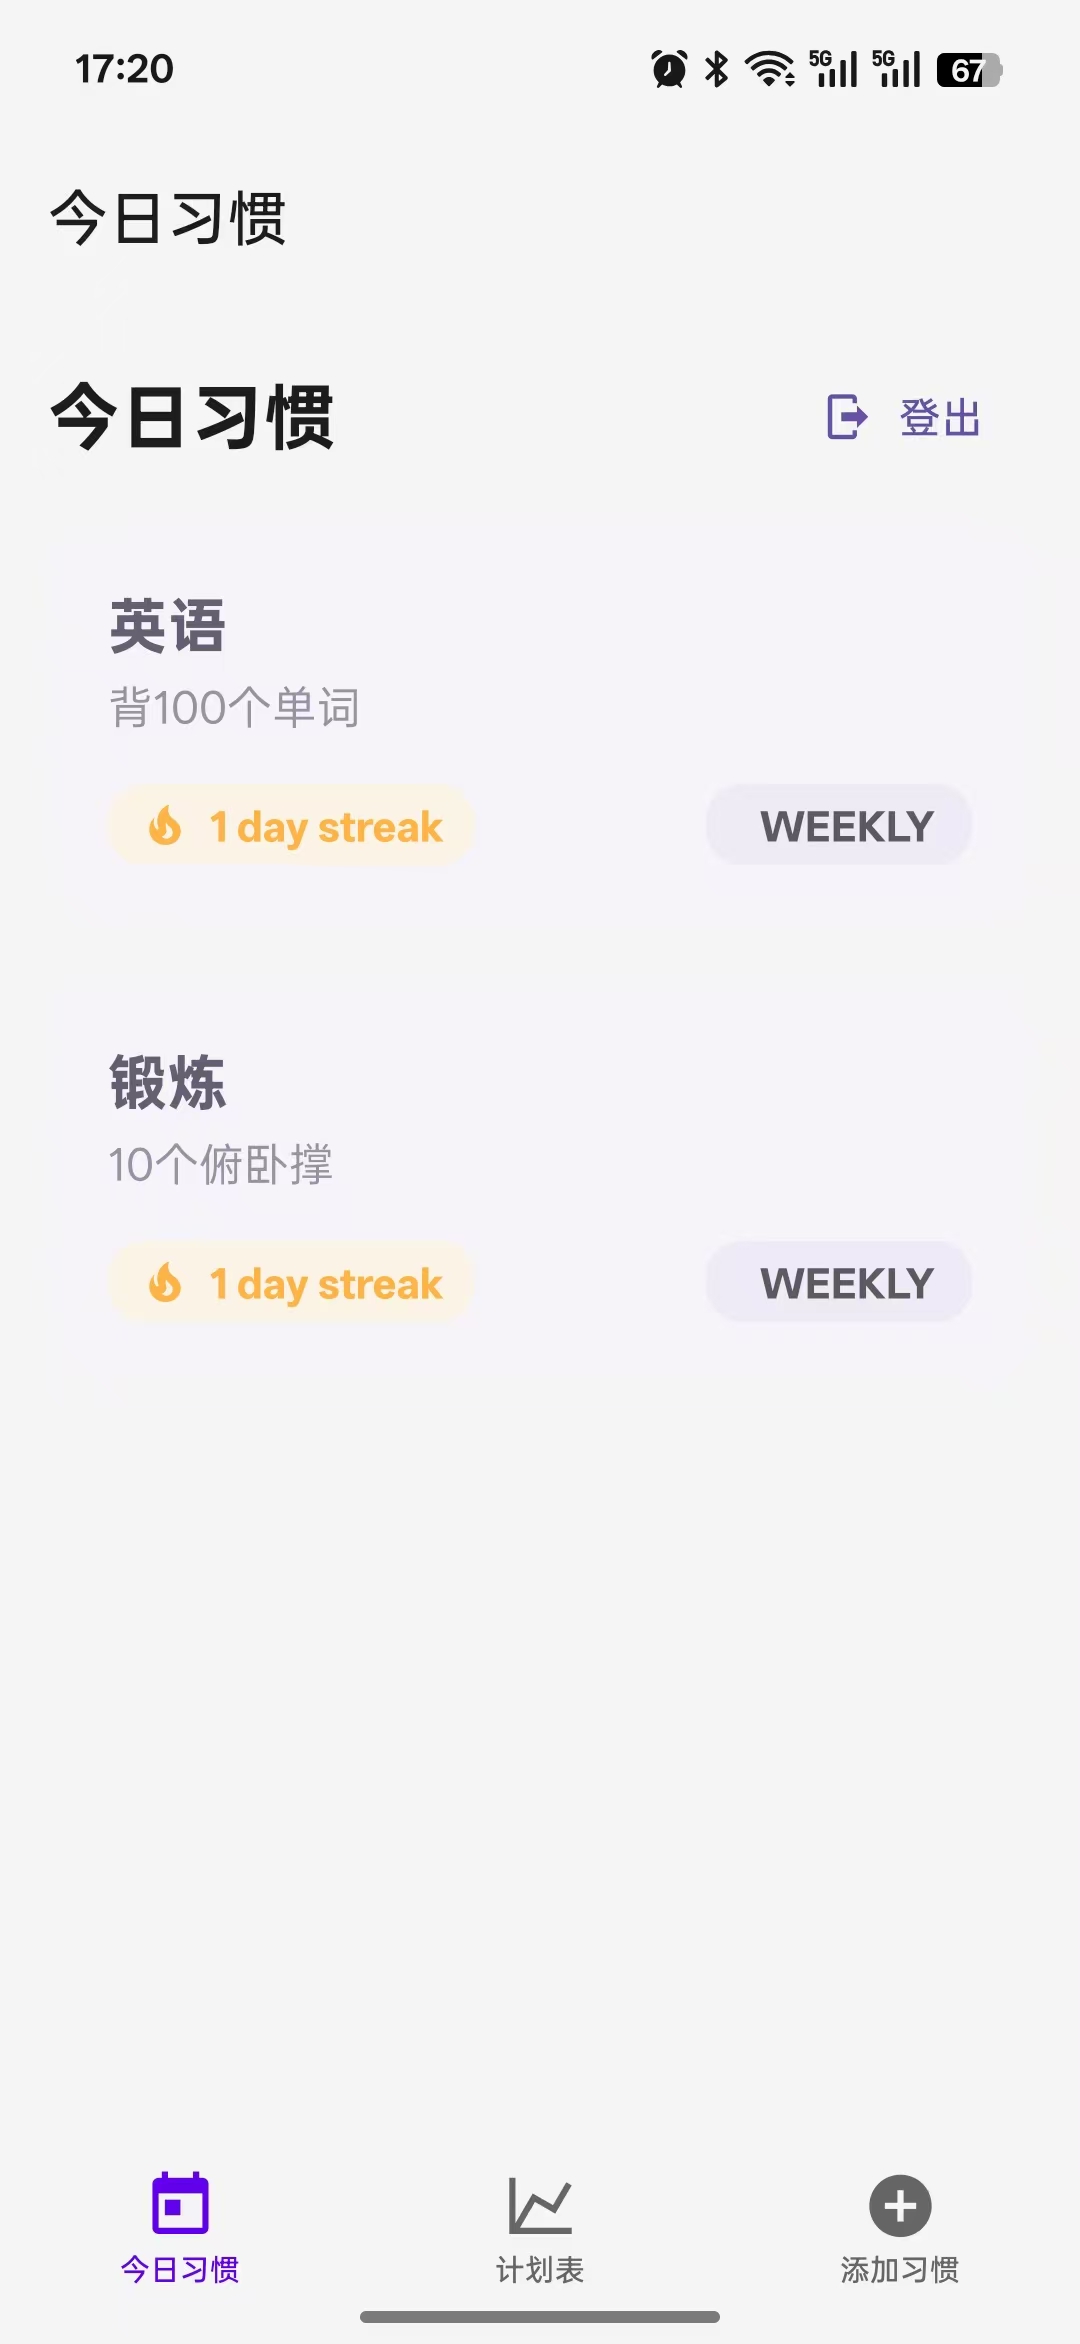 17:20 5G 5G 67
今日习惯
今日习惯 登出
英语
背100个单词
1 day streak WEEKLY
锻炼
10个俯卧撑
1 day streak WEEKLY
今日习惯 计划表 添加习惯